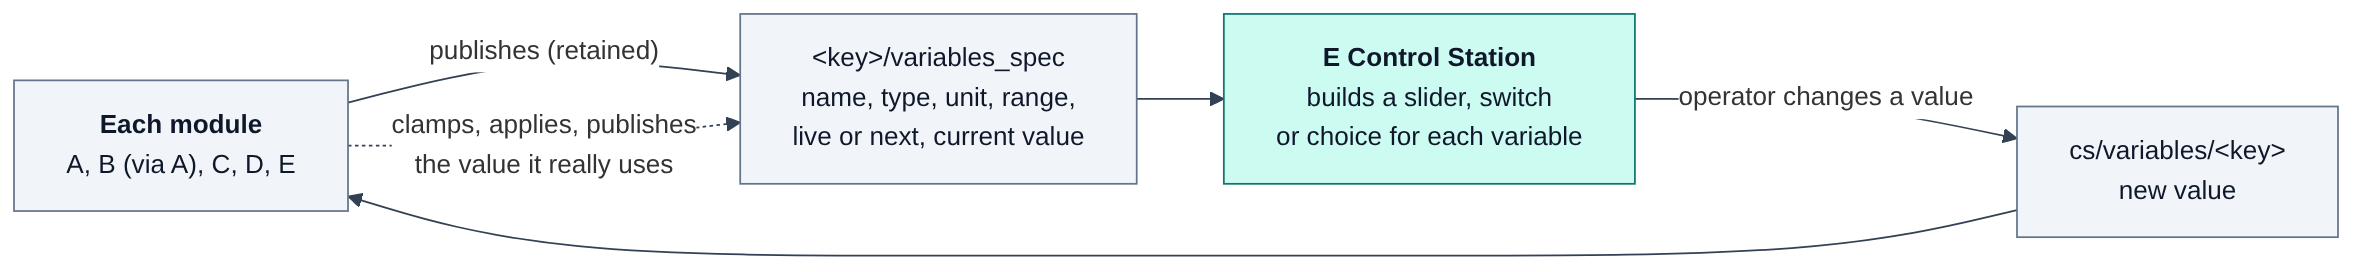 Each module
A, B (via A), C, D, E
publishes (retained)
clamps, applies, publishes
the value it really uses
<key>/variables_spec
name, type, unit, range,
live or next, current value
E Control Station
builds a slider, switch
or choice for each variable
operator changes a value
cs/variables/<key>
new value